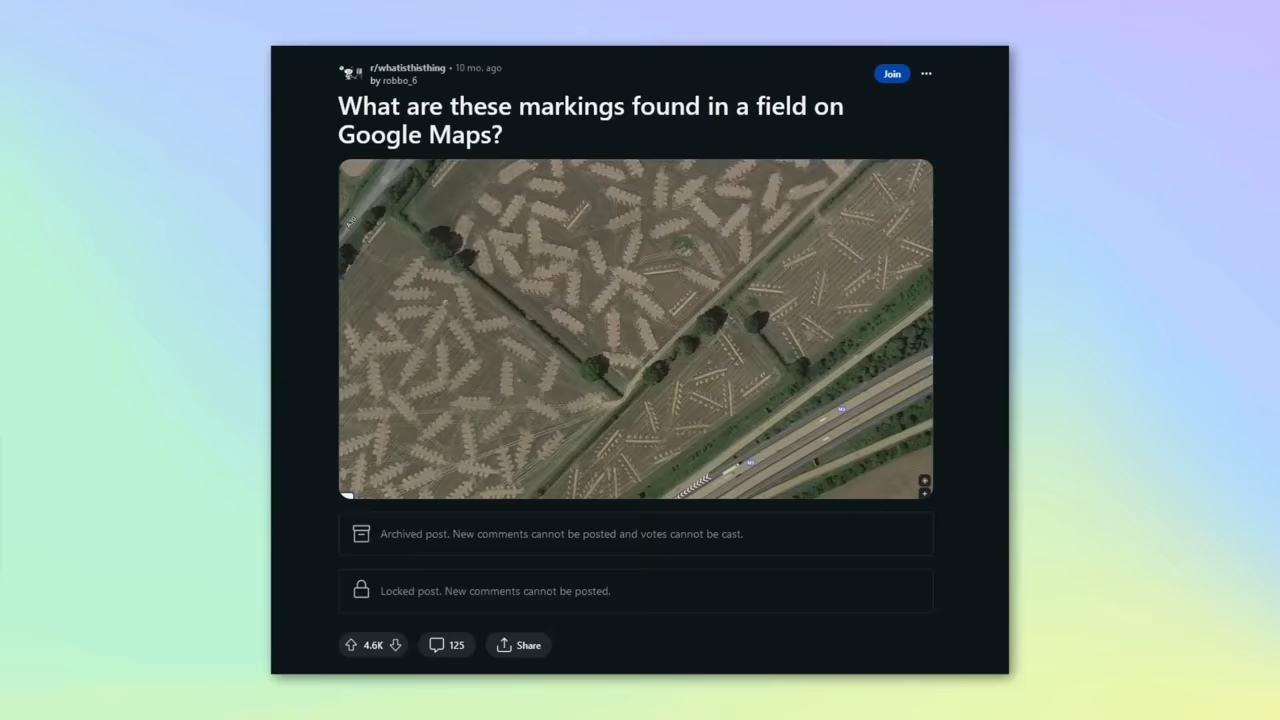 r/whatisthisthing • 10 mo. ago
by robbo_6
Join
What are these markings found in a field on
Google Maps?
Archived post. New comments cannot be posted and votes cannot be cast.
Locked post. New comments cannot be posted.
4.6K
125
Share